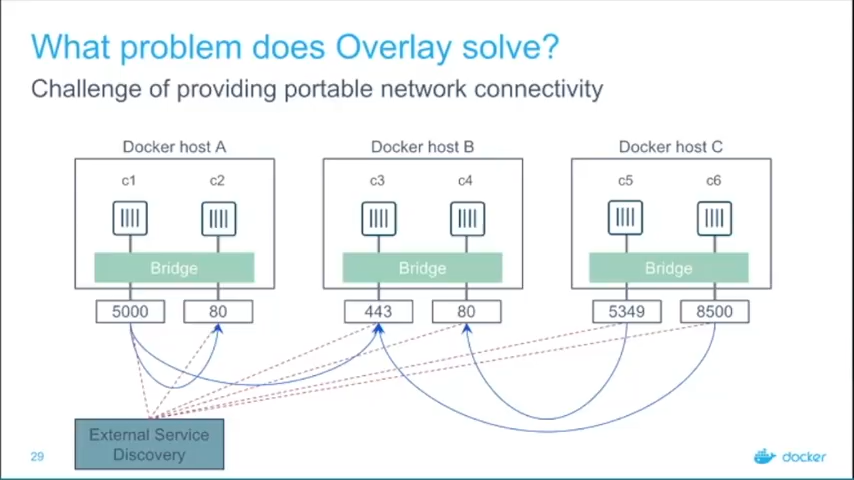 What problem does Overlay solve?
Challenge of providing portable network connectivity
Docker host A
Docker host B
Docker host C
c1
c2
c3
c4
c5
c6
Bridge
Bridge
Bridge
5000
80
443
80
5349
8500
External Service
Discovery
29
docker